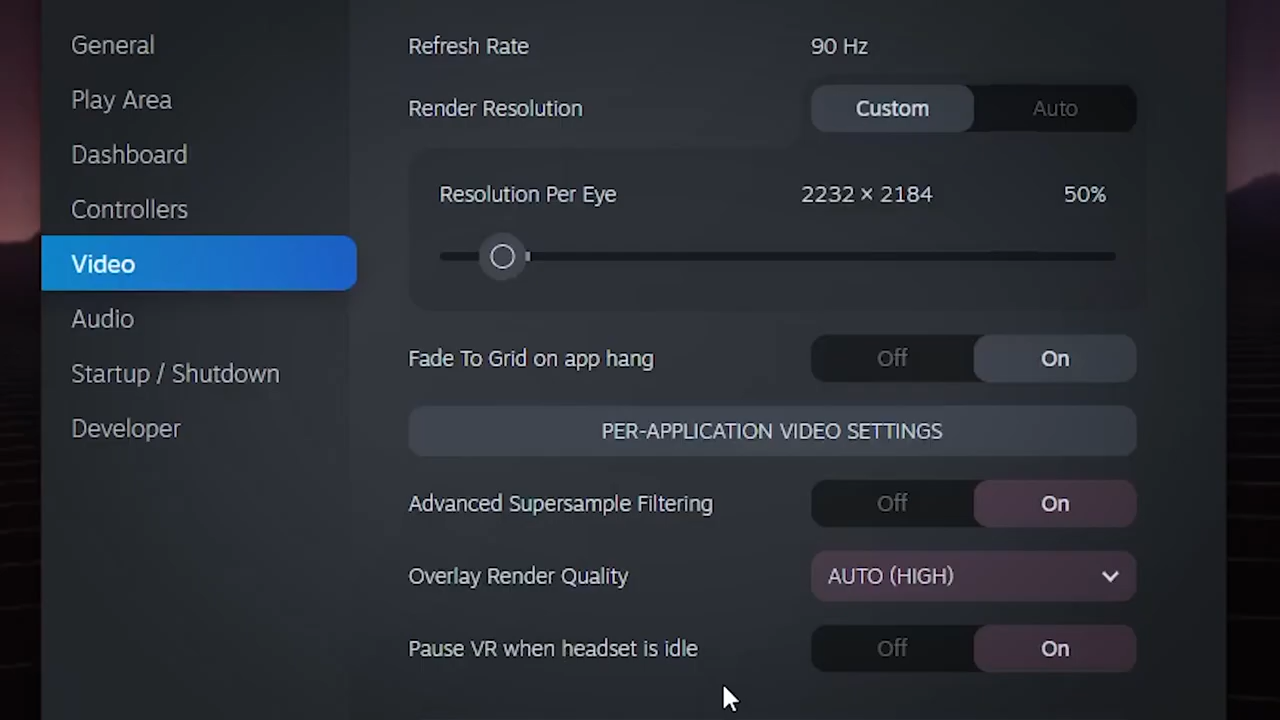 General
Play Area
Dashboard
Controllers
Video
Audio
Startup / Shutdown
Developer
Refresh Rate 90 Hz
Render Resolution Custom Auto
Resolution Per Eye 2232 × 2184 50%
Fade To Grid on app hang Off On
PER-APPLICATION VIDEO SETTINGS
Advanced Supersample Filtering Off On
Overlay Render Quality AUTO (HIGH)
Pause VR when headset is idle Off On